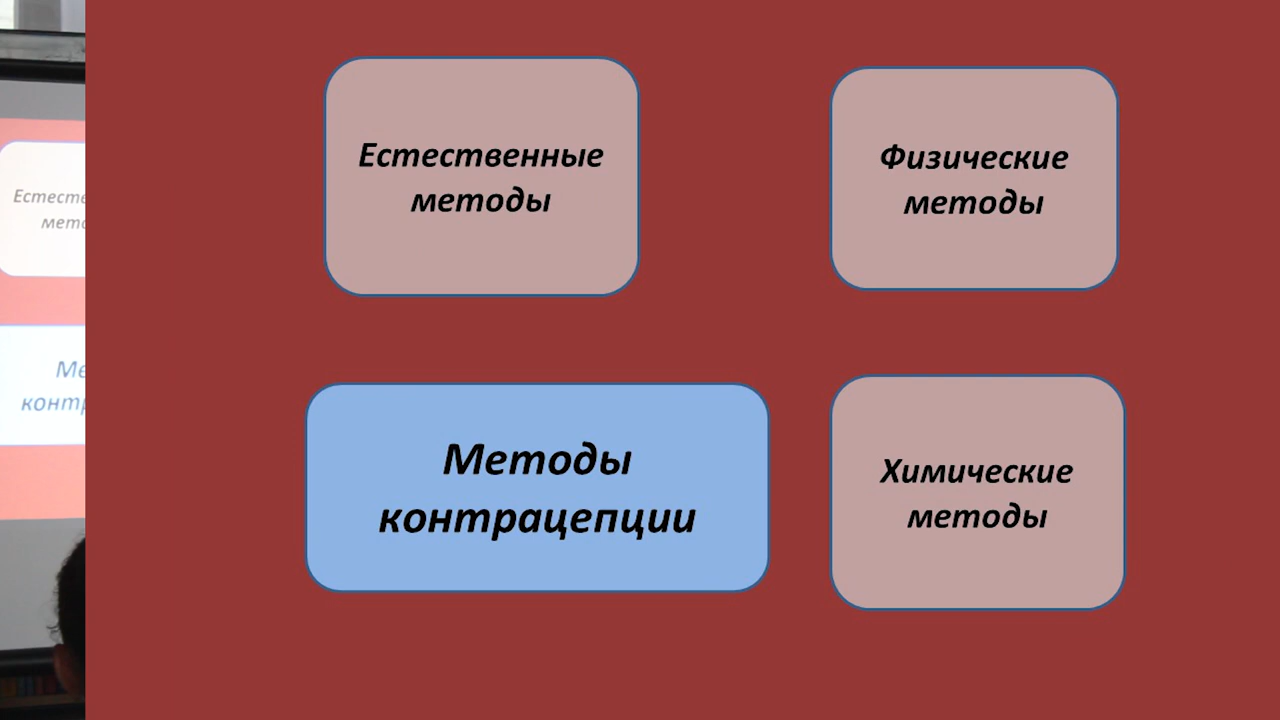 Естественные
методы
Физические
методы
Методы
контрацепции
Химические
методы